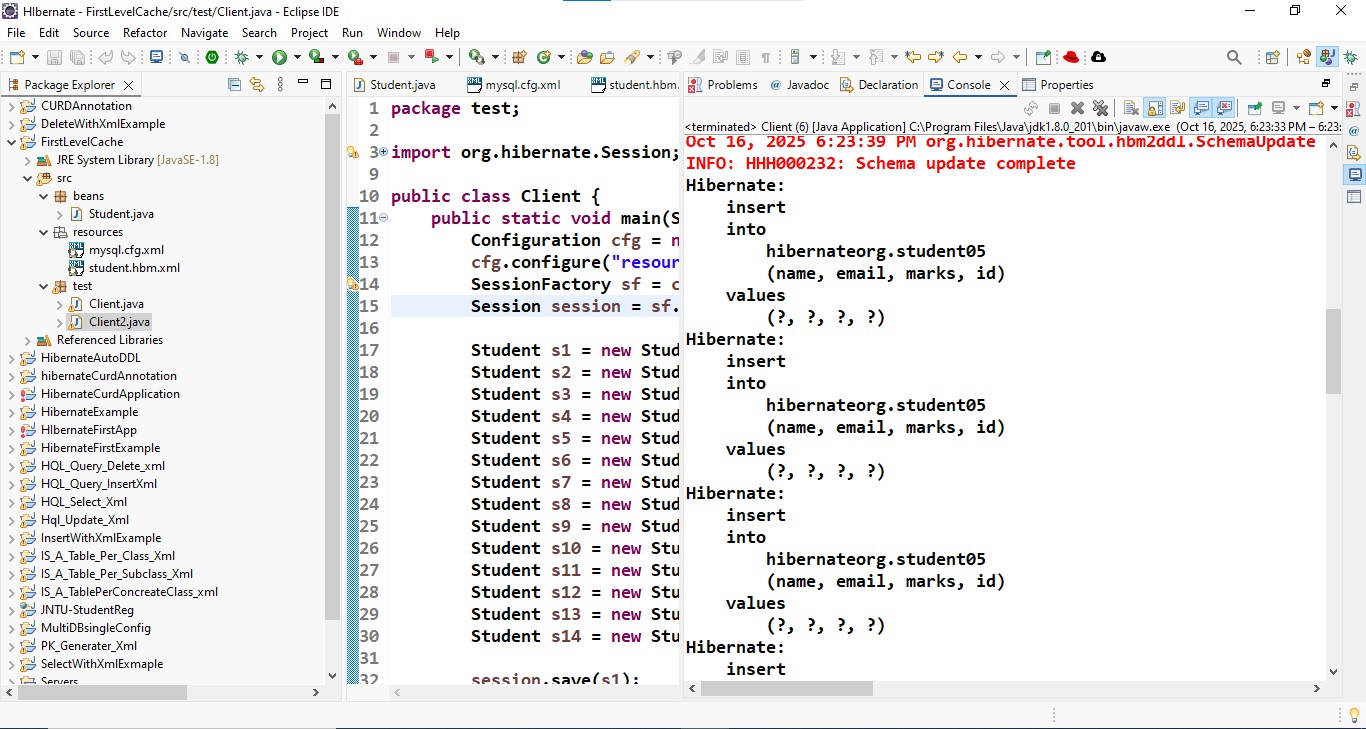 HIbernate - FirstLevelCache/src/test/Client.java - Eclipse IDE
File Edit Source Refactor Navigate Search Project Run Window Help
Package Explorer
CURDAnnotation
DeleteWithXmlExample
FirstLevelCache
JRE System Library [JavaSE-1.8]
src
beans
Student.java
resources
mysql.cfg.xml
student.hbm.xml
test
Client.java
Client2.java
Referenced Libraries
HibernateAutoDDL
hibernateCurdAnnotation
HibernateCurdApplication
HibernateExample
HIbernateFirstApp
HibernateFirstExample
HQL_Query_Delete_xml
HQL_Query_InsertXml
HQL_Select_Xml
Hql_Update_Xml
InsertWithXmlExample
IS_A_Table_Per_Class_Xml
IS_A_Table_Per_Subclass_Xml
IS_A_TablePerConcreateClass_xml
JNTU-StudentReg
MultiDBsingleConfig
PK_Generater_Xml
SelectWithXmlExmaple
Servers
Student.java mysql.cfg.xml student.hbm.
1 package test;
2
3 import org.hibernate.Session;
9
10 public class Client {
11 public static void main(S
12 Configuration cfg = n
13 cfg.configure("resour
14 SessionFactory sf = c
15 Session session = sf.
16
17 Student s1 = new Stud
18 Student s2 = new Stud
19 Student s3 = new Stud
20 Student s4 = new Stud
21 Student s5 = new Stud
22 Student s6 = new Stud
23 Student s7 = new Stud
24 Student s8 = new Stud
25 Student s9 = new Stud
26 Student s10 = new Stu
27 Student s11 = new Stu
28 Student s12 = new Stu
29 Student s13 = new Stu
30 Student s14 = new Stu
31
32 session.save(s1);
Problems Javadoc Declaration Console Properties
<terminated> Client (6) [Java Application] C:\Program Files\Java\jdk1.8.0_201\bin\javaw.exe (Oct 16, 2025, 6:23:33 PM – 6:23:
Oct 16, 2025 6:23:39 PM org.hibernate.tool.hbm2ddl.SchemaUpdate
INFO: HHH000232: Schema update complete
Hibernate:
insert
into
hibernateorg.student05
(name, email, marks, id)
values
(?, ?, ?, ?)
Hibernate:
insert
into
hibernateorg.student05
(name, email, marks, id)
values
(?, ?, ?, ?)
Hibernate:
insert
into
hibernateorg.student05
(name, email, marks, id)
values
(?, ?, ?, ?)
Hibernate:
insert